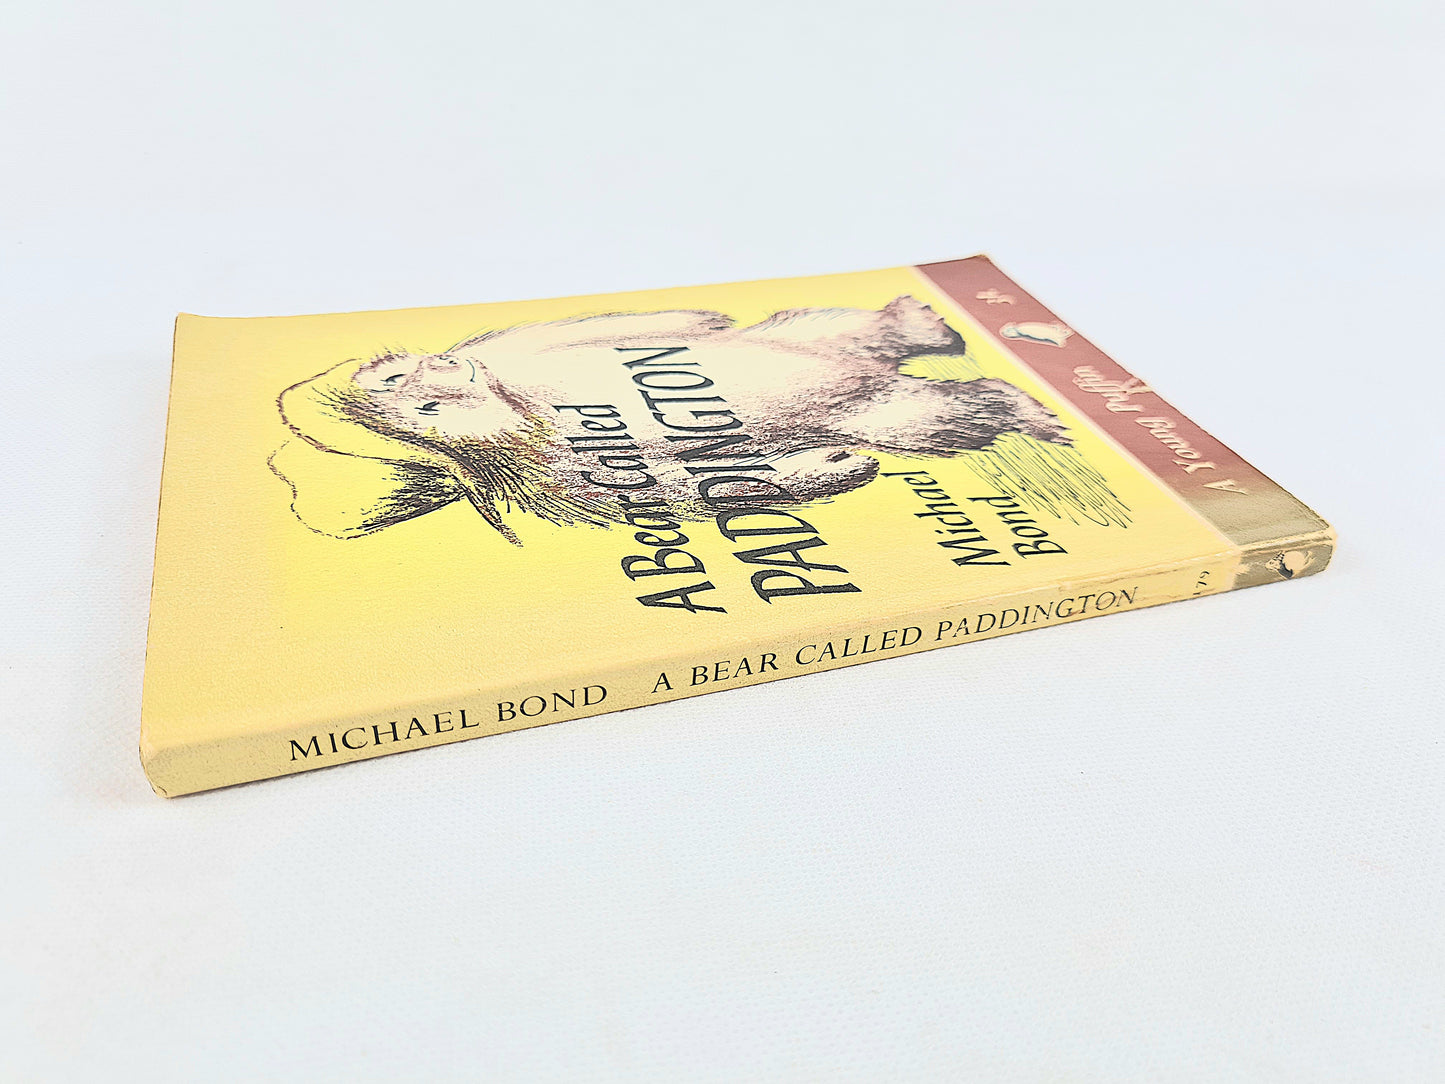 A Bear Called
PADDINGTON
Michael
Bond
A Young Puffin
MICHAEL BOND A BEAR CALLED PADDINGTON